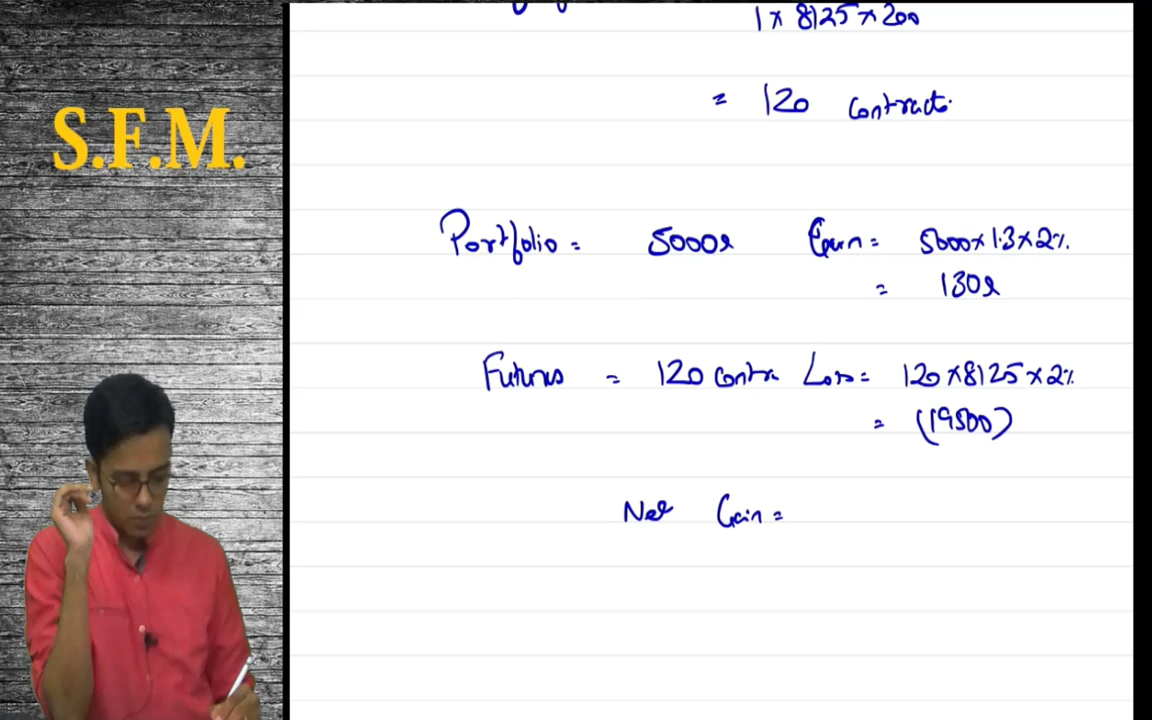 S.F.M.
1 x 8125 x 200
= 120 contracts
Portfolio = 5000l Gain = 5000 x 1.3 x 2%
= 130l
Futures = 120 contra Loss = 120 x 8125 x 2%
= (19500)
Net Gain =